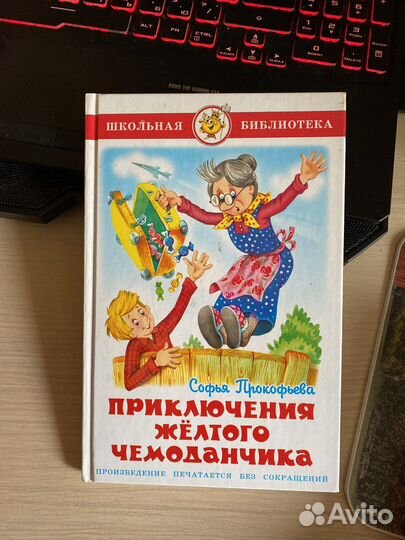 ШКОЛЬНАЯ БИБЛИОТЕКА
Софья Прокофьева
ПРИКЛЮЧЕНИЯ
ЖЁЛТОГО
ЧЕМОДАНЧИКА
ПРОИЗВЕДЕНИЕ ПЕЧАТАЕТСЯ БЕЗ СОКРАЩЕНИЙ
Avito